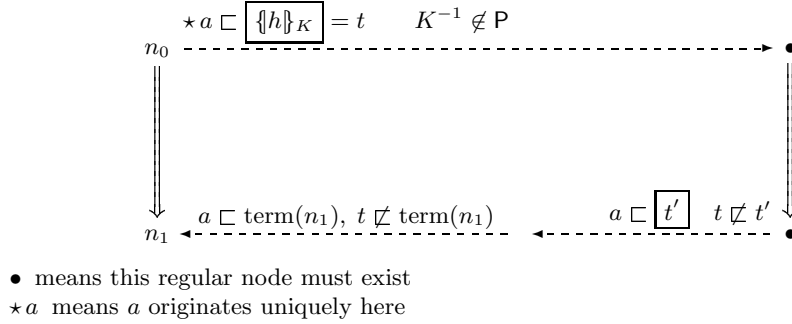 ⋆ a ⊏ {|h|}_K = t K^{-1} ∉ P
n_0 •
a ⊏ term(n_1), t ⊏̸ term(n_1) a ⊏ t′ t ⊏̸ t′
n_1 •
• means this regular node must exist
⋆ a means a originates uniquely here